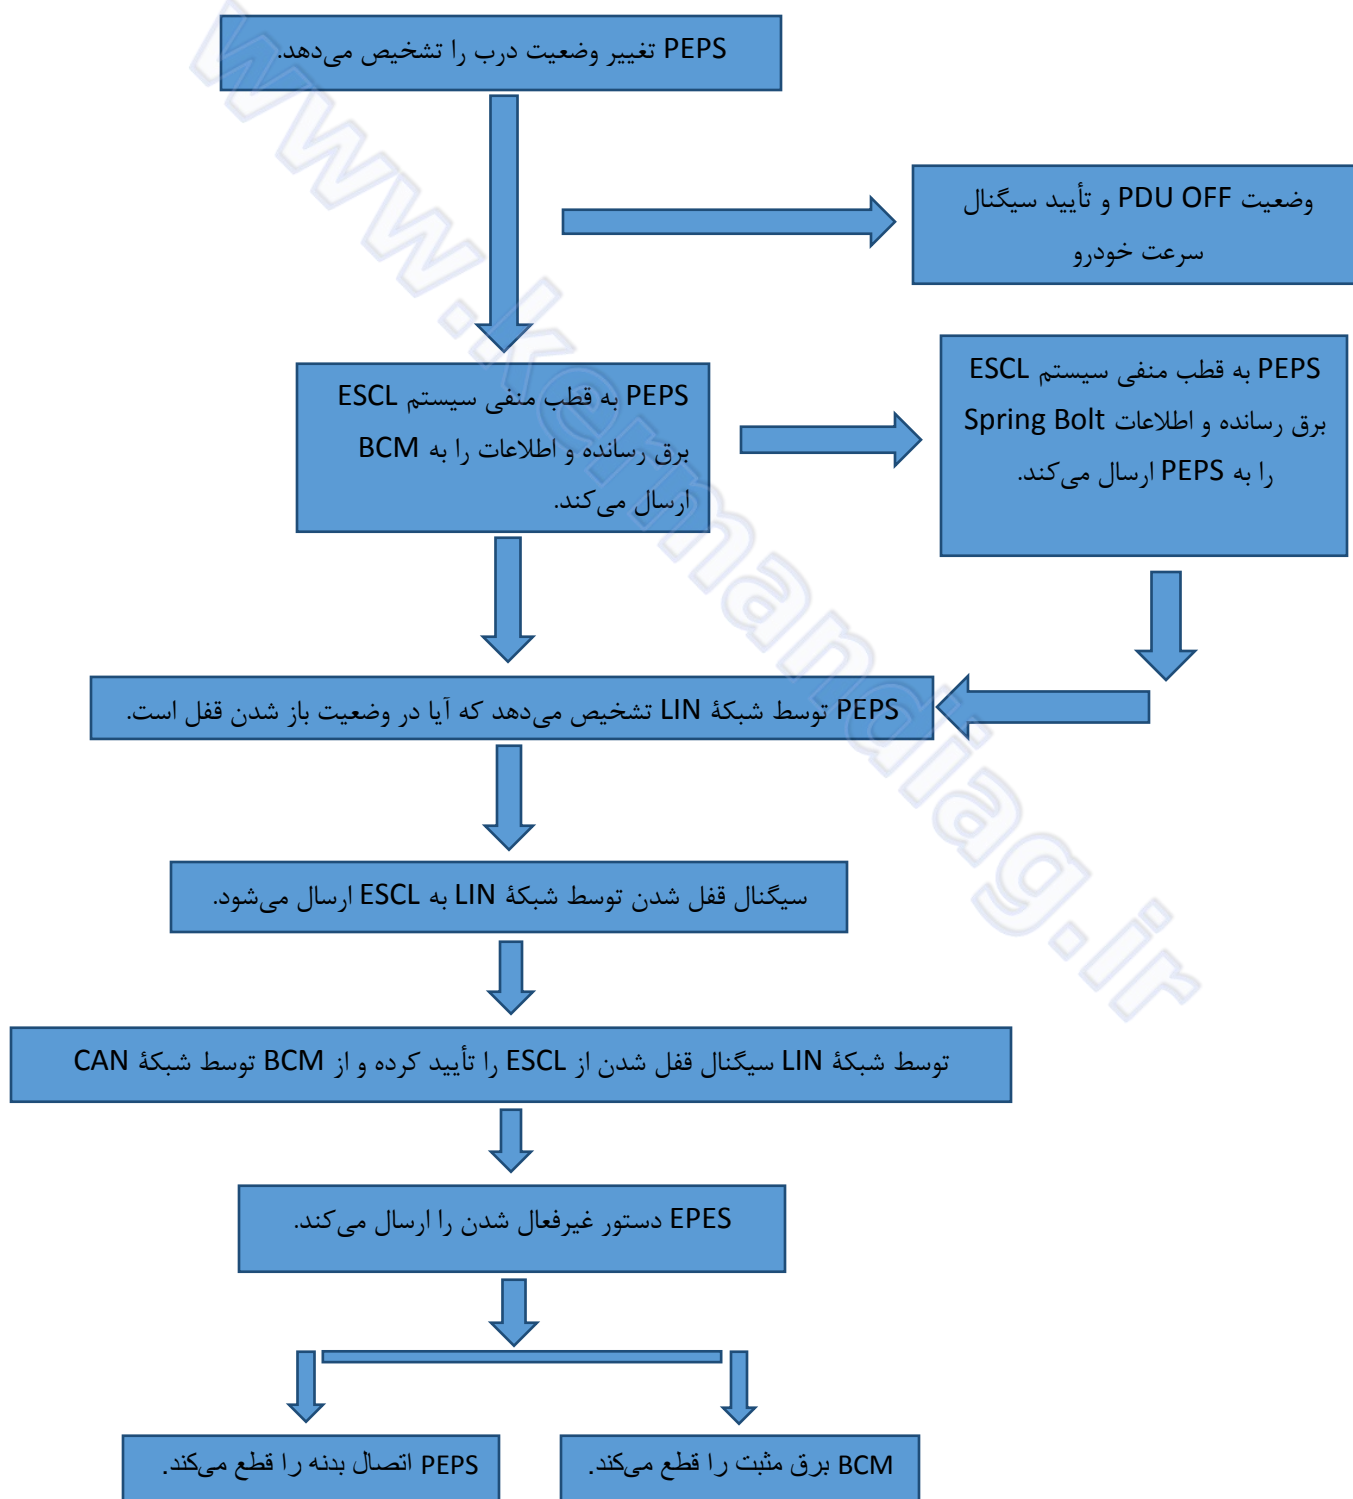 PEPS تغییر وضعیت درب را تشخیص می‌دهد.
وضعیت PDU OFF و تأیید سیگنال
سرعت خودرو
PEPS به قطب منفی سیستم ESCL
برق رسانده و اطلاعات را به BCM
ارسال می‌کند.
PEPS به قطب منفی سیستم ESCL
برق رسانده و اطلاعات Spring Bolt
را به PEPS ارسال می‌کند.
PEPS توسط شبکهٔ LIN تشخیص می‌دهد که آیا در وضعیت باز شدن قفل است.
سیگنال قفل شدن توسط شبکهٔ LIN به ESCL ارسال می‌شود.
توسط شبکهٔ LIN سیگنال قفل شدن از ESCL را تأیید کرده و از BCM توسط شبکهٔ CAN
EPES دستور غیرفعال شدن را ارسال می‌کند.
PEPS اتصال بدنه را قطع می‌کند.
BCM برق مثبت را قطع می‌کند.
www.kermandiag.ir